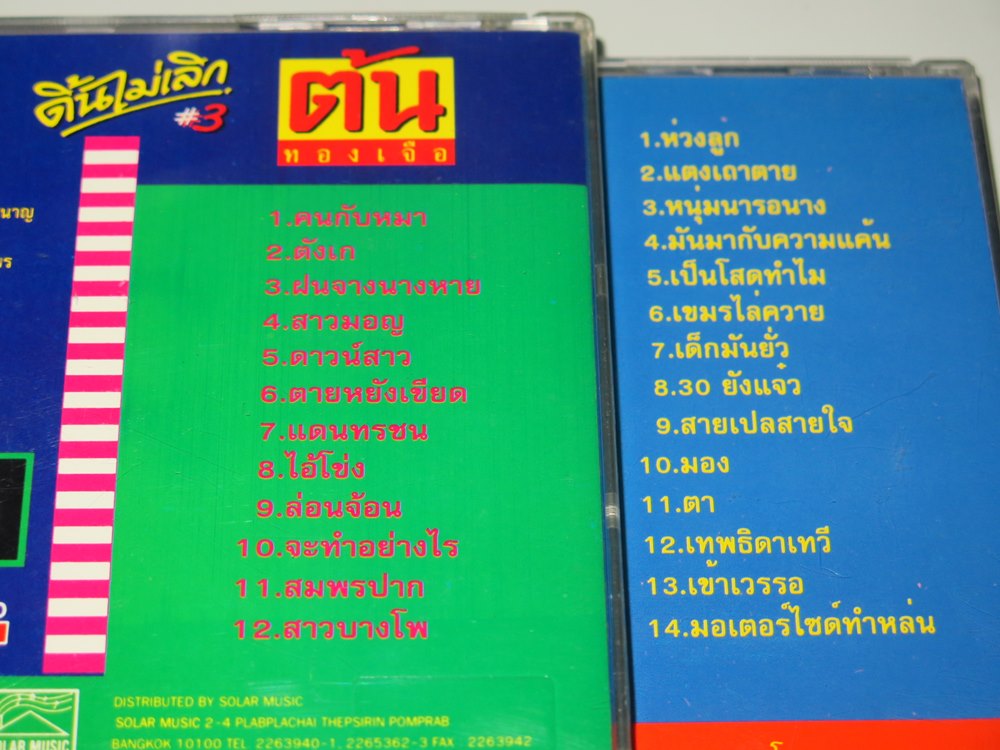 ดิ้นไม่เลิก
#3
ต้น
ทองเจือ
1.คนกับหมา
2.ตังเก
3.ฝนจางนางหาย
4.สาวมอญ
5.ดาวน์สาว
6.ตายหยังเขียด
7.แดนทรชน
8.ไอ้โข่ง
9.ล่อนจ้อน
10.จะทำอย่างไร
11.สมพรปาก
12.สาวบางโพ
DISTRIBUTED BY SOLAR MUSIC
SOLAR MUSIC 2-4 PLABPLACHAI THEPSIRIN POMPRAB
BANGKOK 10100 TEL. 2263940-1, 2265362-3 FAX 2263942
SOLAR MUSIC
1.ห่วงลูก
2.แตงเถาตาย
3.หนุ่มนารอนาง
4.มันมากับความแค้น
5.เป็นโสดทำไม
6.เขมรไล่ควาย
7.เด็กมันยั่ว
8.30 ยังแจ๋ว
9.สายเปลสายใจ
10.มอง
11.ตา
12.เทพธิดาเทวี
13.เข้าเวรรอ
14.มอเตอร์ไซด์ทำหล่น